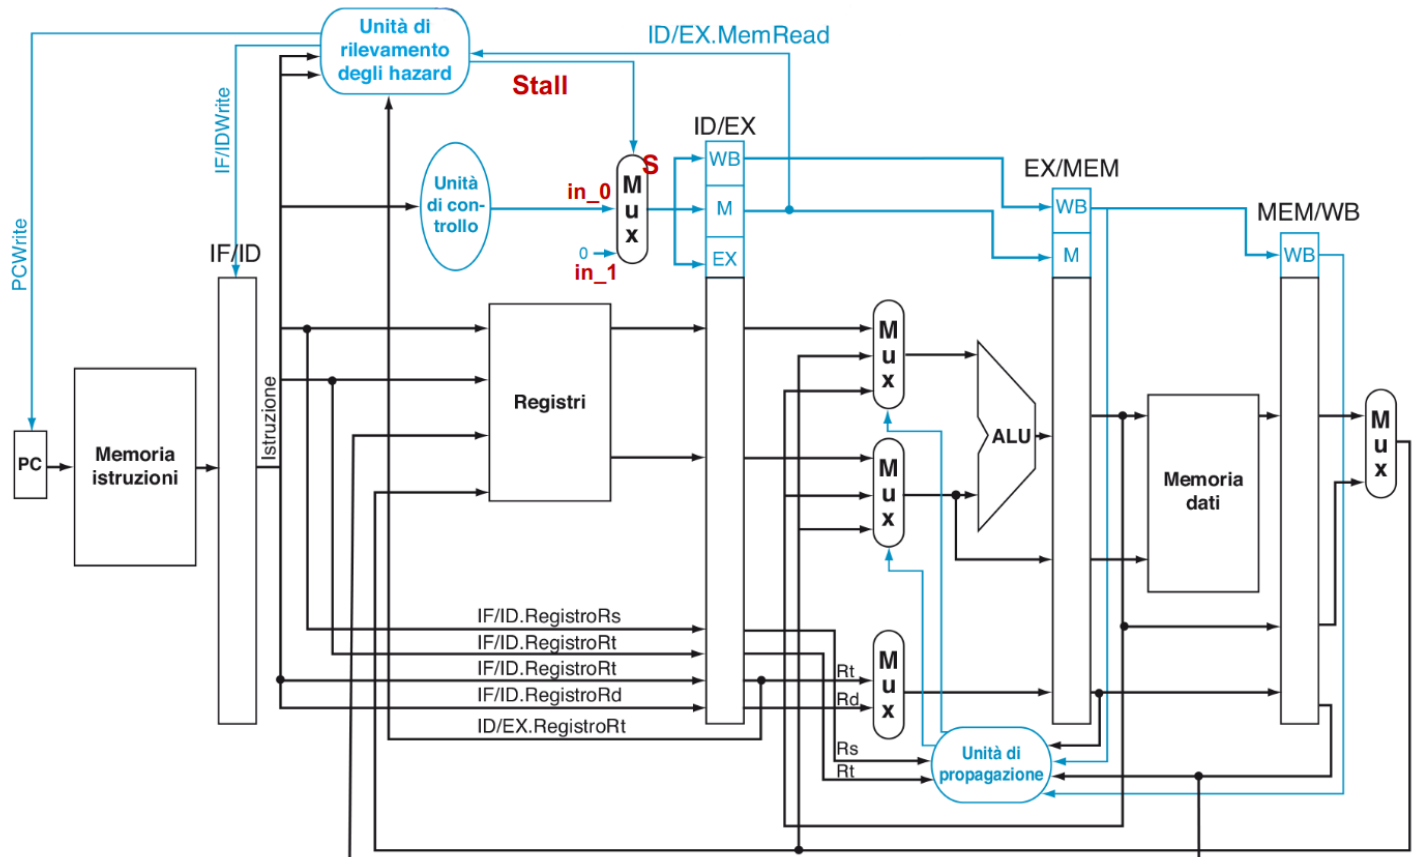 Unità di
rilevamento
degli hazard
ID/EX.MemRead
Stall
IF/IDWrite
PCWrite
ID/EX
WB
M
EX
S
M
u
x
in_0
0
in_1
Unità
di con-
trollo
EX/MEM
WB
M
MEM/WB
WB
IF/ID
Istruzione
PC
Memoria
istruzioni
Registri
M
u
x
M
u
x
ALU
Memoria
dati
M
u
x
IF/ID.RegistroRs
IF/ID.RegistroRt
IF/ID.RegistroRt
IF/ID.RegistroRd
ID/EX.RegistroRt
Rt
Rd
M
u
x
Rs
Rt
Unità di
propagazione